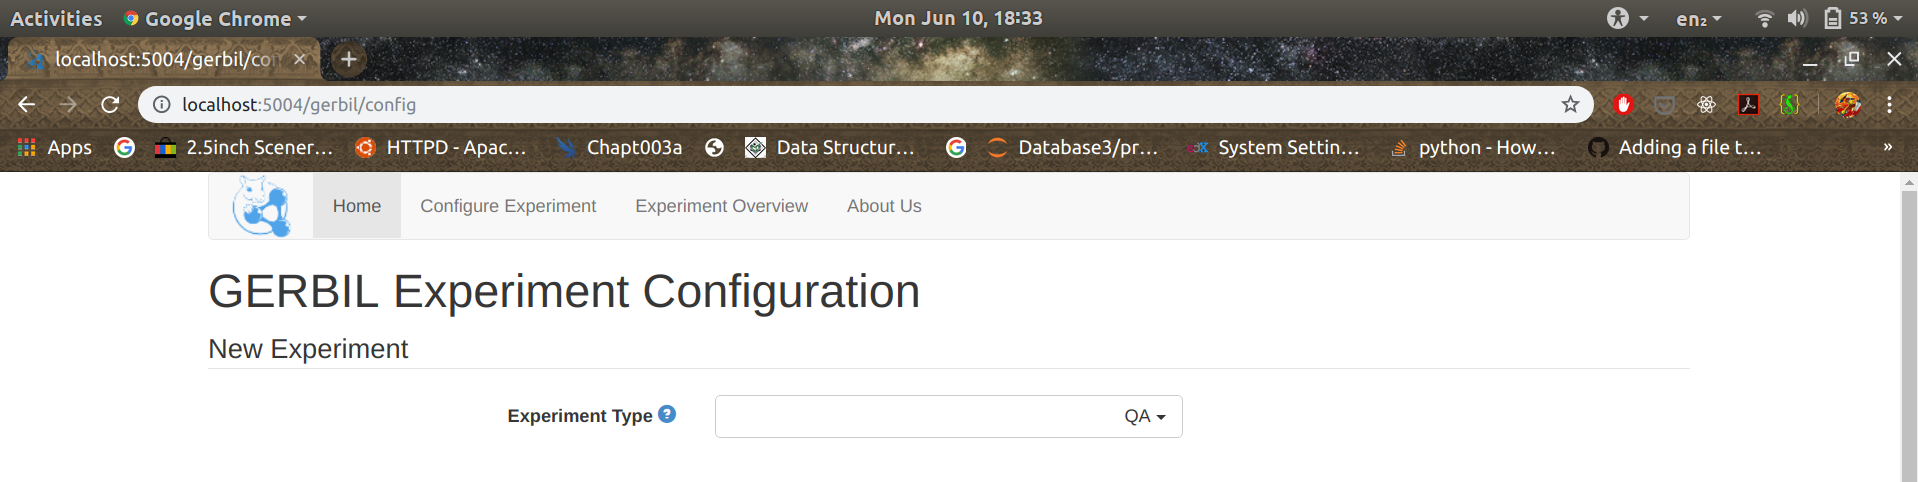 Activities Google Chrome Mon Jun 10, 18:33 en₂ 53 %
localhost:5004/gerbil/con
localhost:5004/gerbil/config
Apps 2.5inch Scener... HTTPD - Apac... Chapt003a Data Structur... Database3/pr... System Settin... python - How... Adding a file t... »
Home Configure Experiment Experiment Overview About Us
GERBIL Experiment Configuration
New Experiment
Experiment Type ? QA